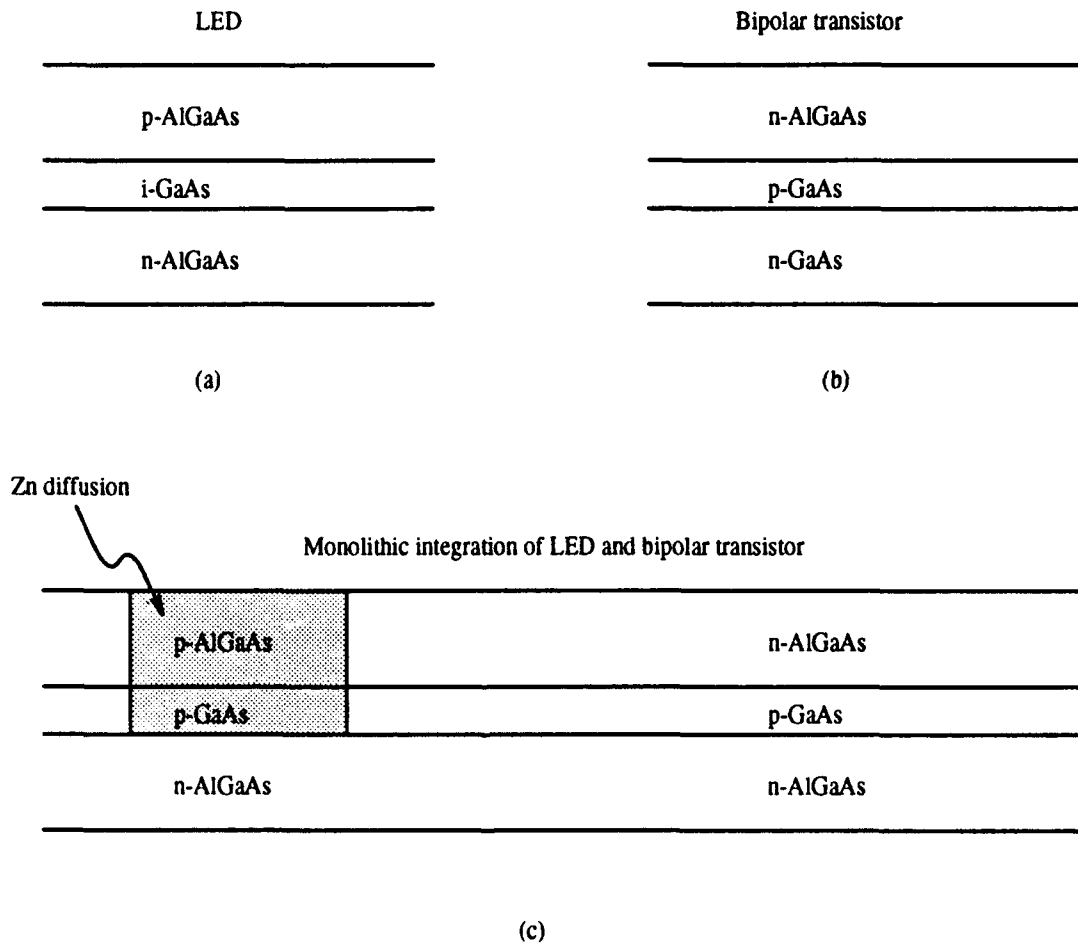 LED
Bipolar transistor
p-AlGaAs
n-AlGaAs
i-GaAs
p-GaAs
n-AlGaAs
n-GaAs
(a)
(b)
Zn diffusion
Monolithic integration of LED and bipolar transistor
p-AlGaAs
n-AlGaAs
p-GaAs
p-GaAs
n-AlGaAs
n-AlGaAs
(c)